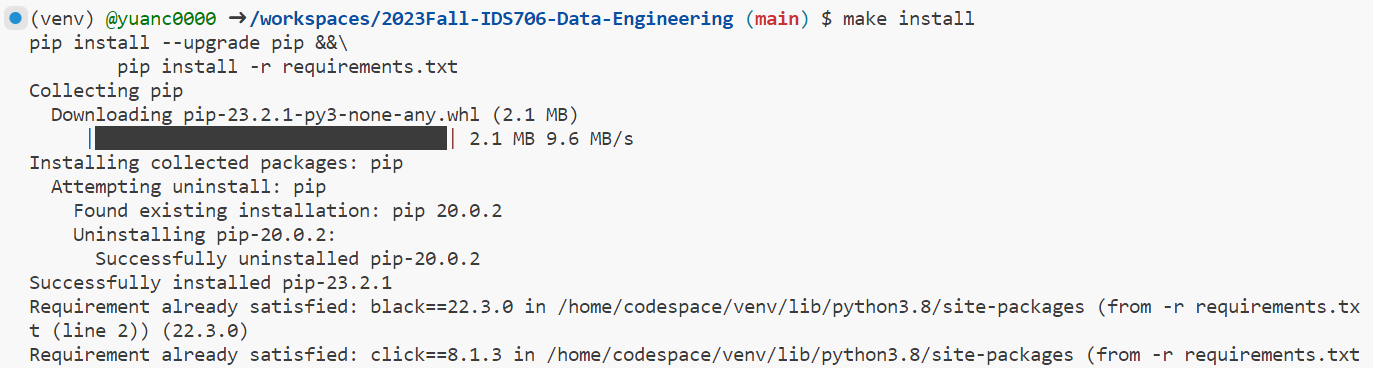 (venv) @yuanc0000 ➜/workspaces/2023Fall-IDS706-Data-Engineering (main) $ make install
pip install --upgrade pip &&\
        pip install -r requirements.txt
Collecting pip
  Downloading pip-23.2.1-py3-none-any.whl (2.1 MB)
     |████████████████████████████████| 2.1 MB 9.6 MB/s
Installing collected packages: pip
  Attempting uninstall: pip
    Found existing installation: pip 20.0.2
    Uninstalling pip-20.0.2:
      Successfully uninstalled pip-20.0.2
Successfully installed pip-23.2.1
Requirement already satisfied: black==22.3.0 in /home/codespace/venv/lib/python3.8/site-packages (from -r requirements.tx
t (line 2)) (22.3.0)
Requirement already satisfied: click==8.1.3 in /home/codespace/venv/lib/python3.8/site-packages (from -r requirements.txt